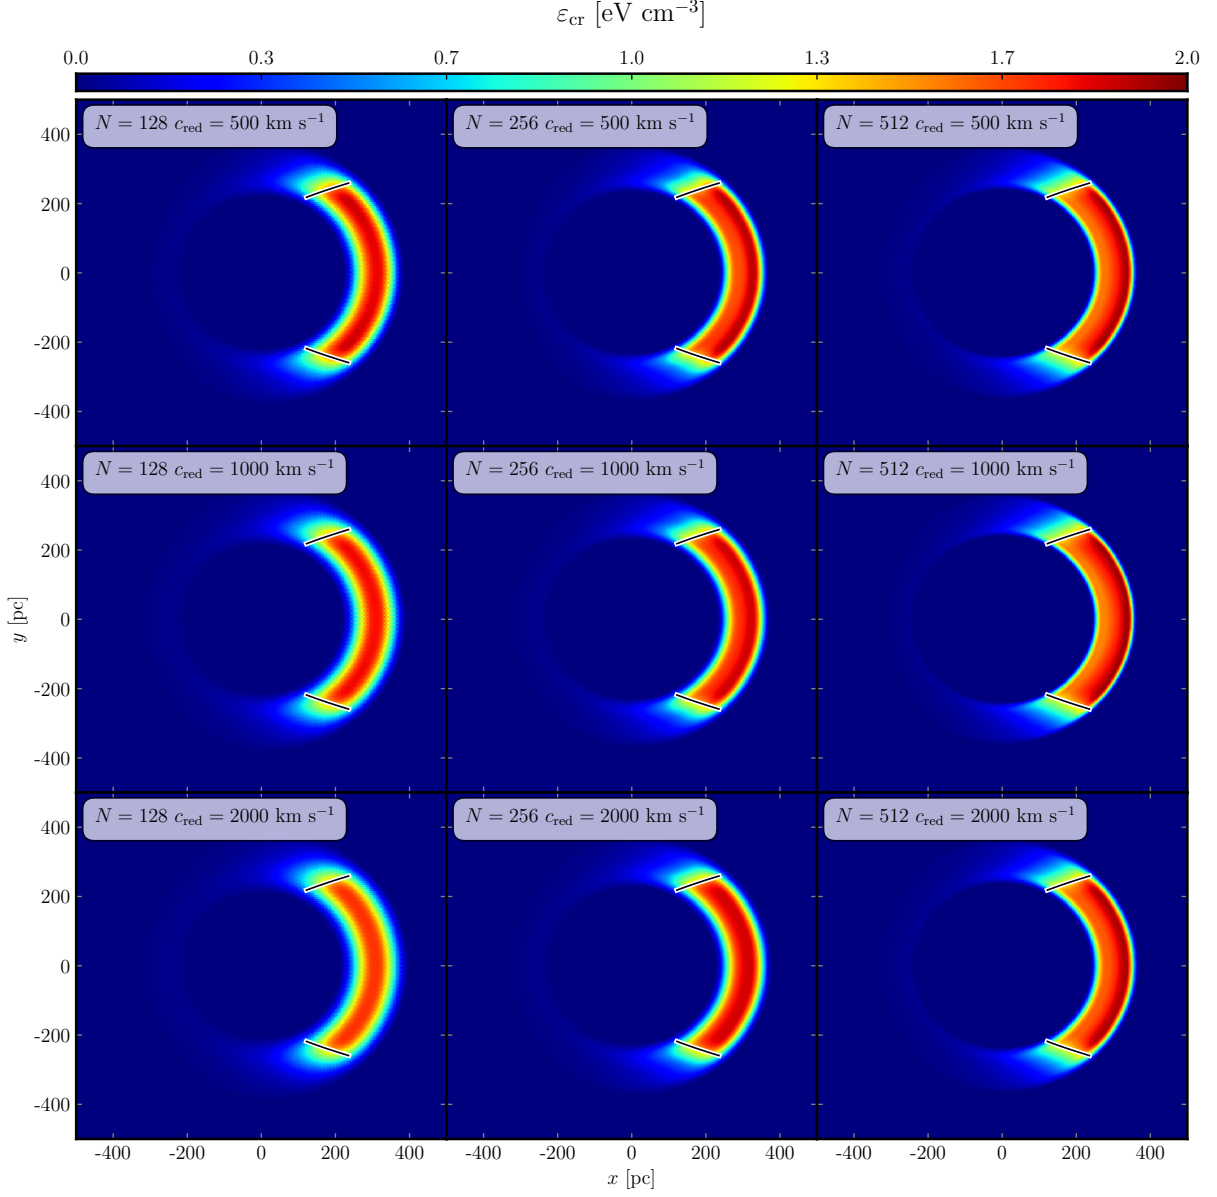 ε_cr [eV cm⁻³]
0.0 0.3 0.7 1.0 1.3 1.7 2.0
N = 128 c_red = 500 km s⁻¹
N = 256 c_red = 500 km s⁻¹
N = 512 c_red = 500 km s⁻¹
400
200
0
-200
-400
N = 128 c_red = 1000 km s⁻¹
N = 256 c_red = 1000 km s⁻¹
N = 512 c_red = 1000 km s⁻¹
400
200
0
-200
-400
y [pc]
N = 128 c_red = 2000 km s⁻¹
N = 256 c_red = 2000 km s⁻¹
N = 512 c_red = 2000 km s⁻¹
400
200
0
-200
-400
-400 -200 0 200 400 -400 -200 0 200 400 -400 -200 0 200 400
x [pc]